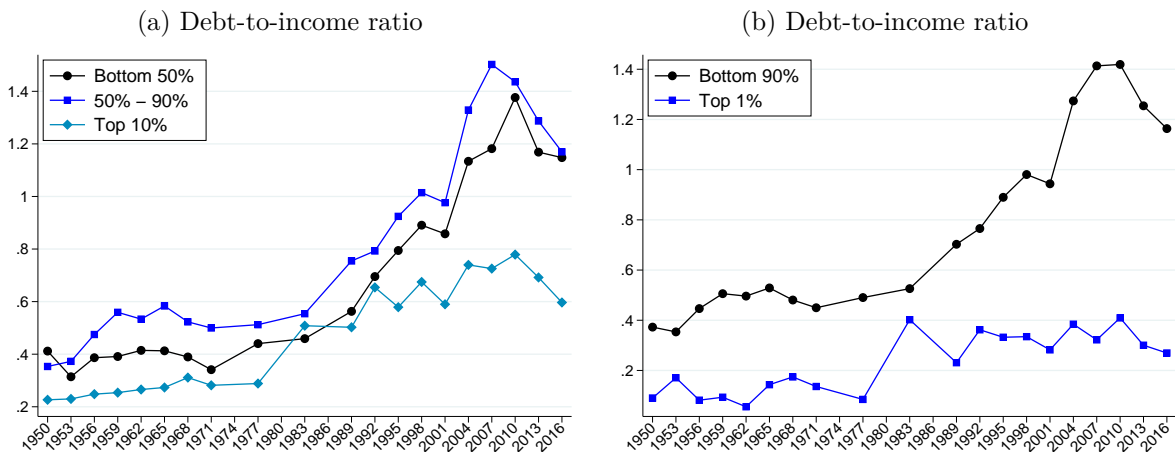 (a) Debt-to-income ratio
Bottom 50%
50% − 90%
Top 10%
1.4
1.2
1
.8
.6
.4
.2
1950 1953 1956 1959 1962 1965 1968 1971 1974 1977 1980 1983 1986 1989 1992 1995 1998 2001 2004 2007 2010 2013 2016
(b) Debt-to-income ratio
Bottom 90%
Top 1%
1.4
1.2
1
.8
.6
.4
.2
1950 1953 1956 1959 1962 1965 1968 1971 1974 1977 1980 1983 1986 1989 1992 1995 1998 2001 2004 2007 2010 2013 2016